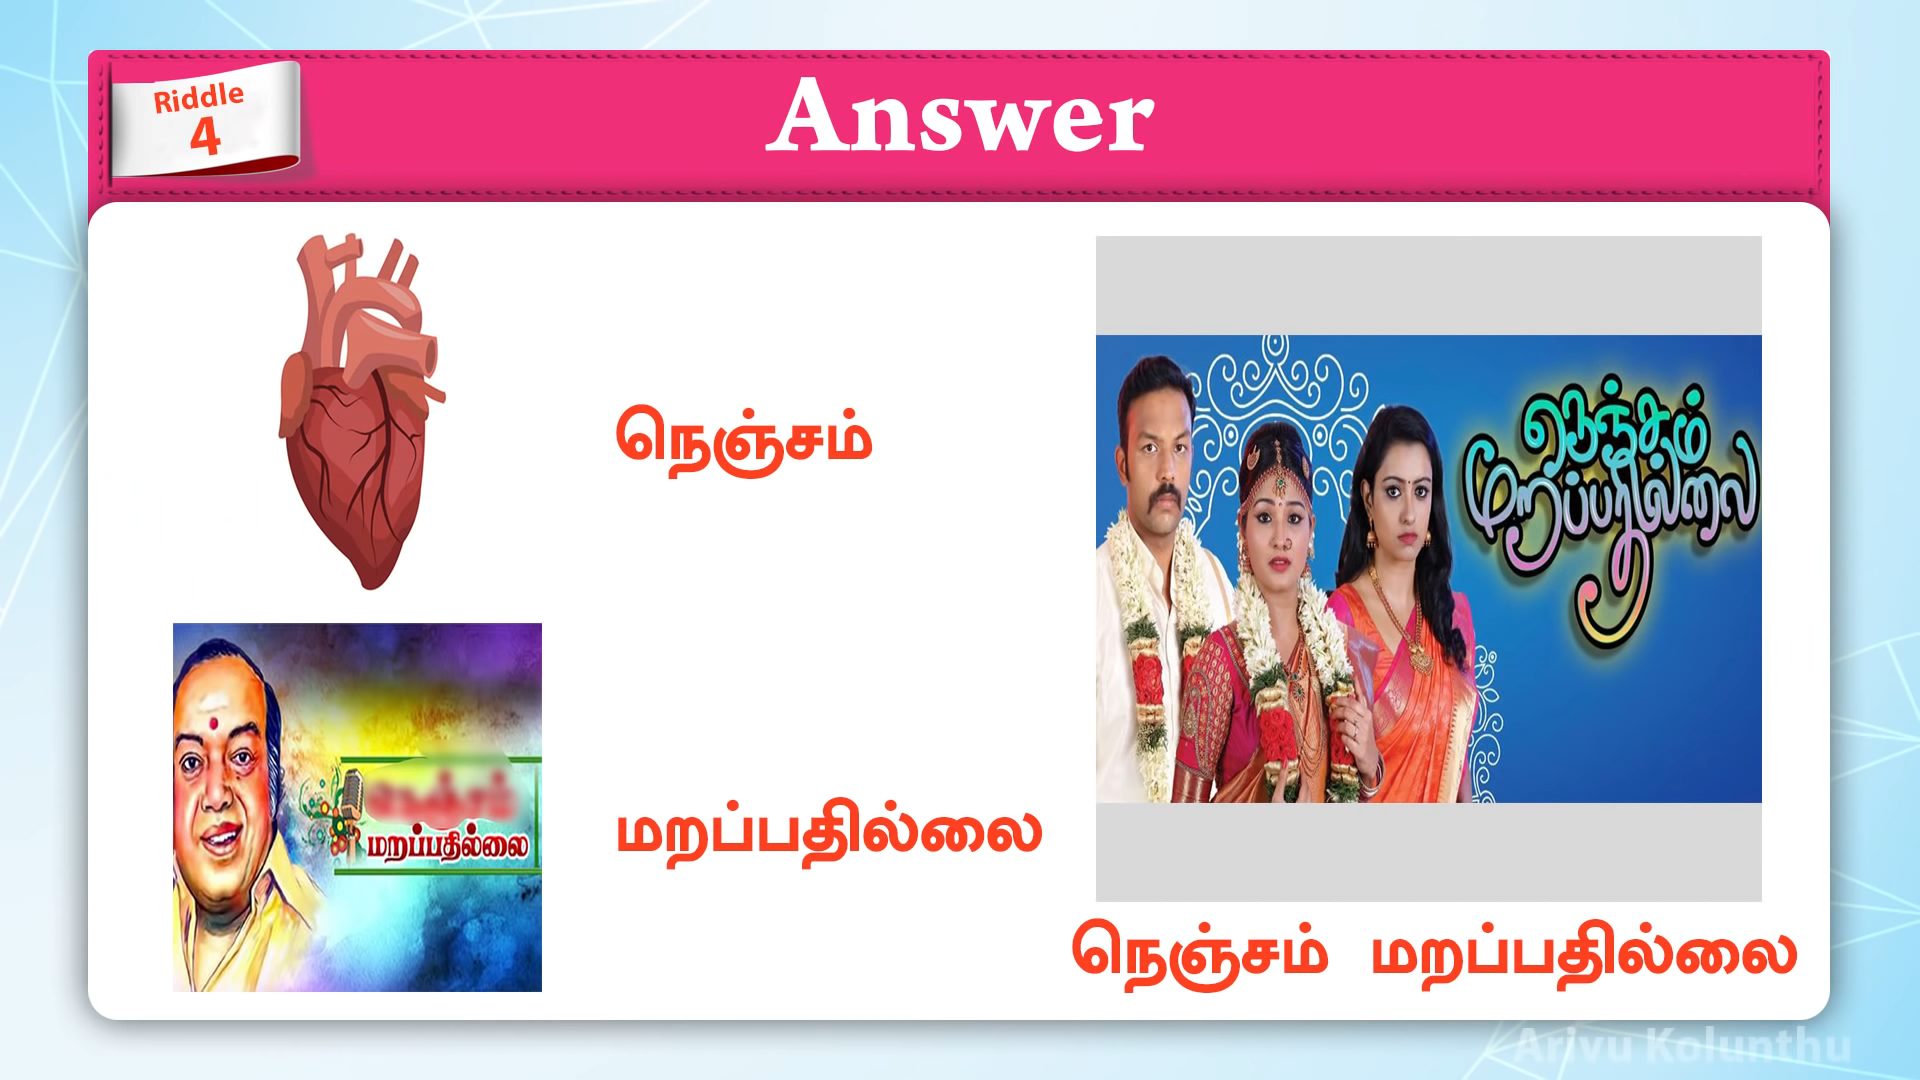 Riddle
4
Answer
நெஞ்சம்
மறப்பதில்லை
மறப்பதில்லை
நெஞ்சம்
மறப்பதில்லை
நெஞ்சம் மறப்பதில்லை
Arivu Kolunthu